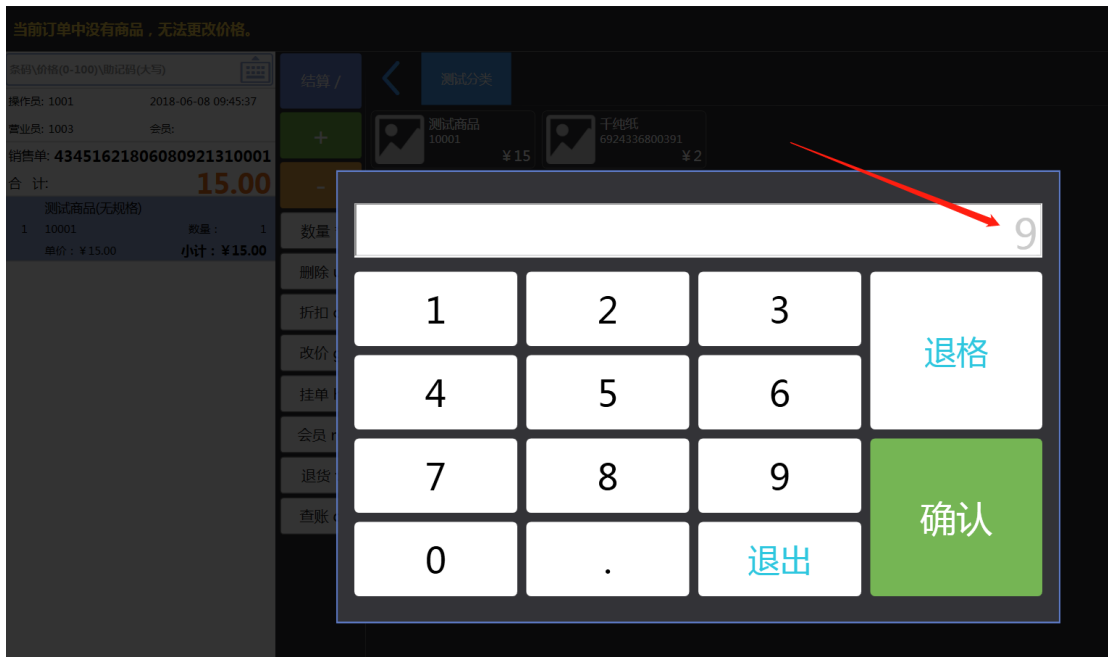 当前订单中没有商品，无法更改价格。
条码\价格(0-100)\助记码(大写)
操作员: 1001 2018-06-08 09:45:37
营业员: 1003 会员:
销售单: 4345162180608092131​0001
合 计: 15.00
测试商品(无规格)
1 10001 数量： 1
单价：¥15.00 小计：¥15.00
结算 /
+
-
数量
删除
折扣
改价
挂单
会员
退货
查账
测试分类
测试商品
10001
¥15
千纯纸
6924336800391
¥2
9
1 2 3
退格
4 5 6
7 8 9
确认
0 . 退出